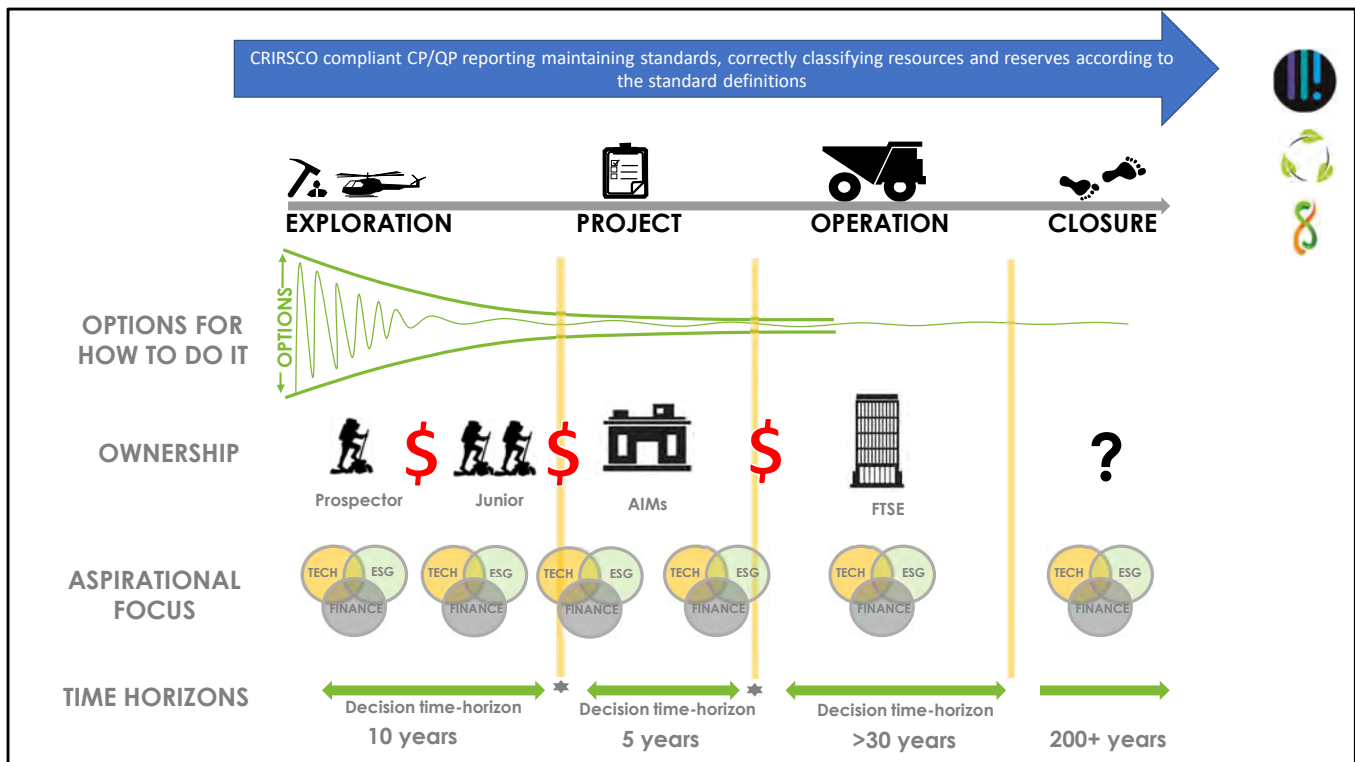 CRIRSCO compliant CP/QP reporting maintaining standards, correctly classifying resources and reserves according to
the standard definitions
EXPLORATION
PROJECT
OPERATION
CLOSURE
OPTIONS FOR
HOW TO DO IT
OPTIONS
OWNERSHIP
$
$
$
?
Prospector
Junior
AIMs
FTSE
ASPIRATIONAL
FOCUS
TECH
ESG
FINANCE
TECH
ESG
FINANCE
TECH
ESG
FINANCE
TECH
ESG
FINANCE
TECH
ESG
FINANCE
TECH
ESG
FINANCE
TIME HORIZONS
Decision time-horizon
10 years
Decision time-horizon
5 years
Decision time-horizon
>30 years
200+ years